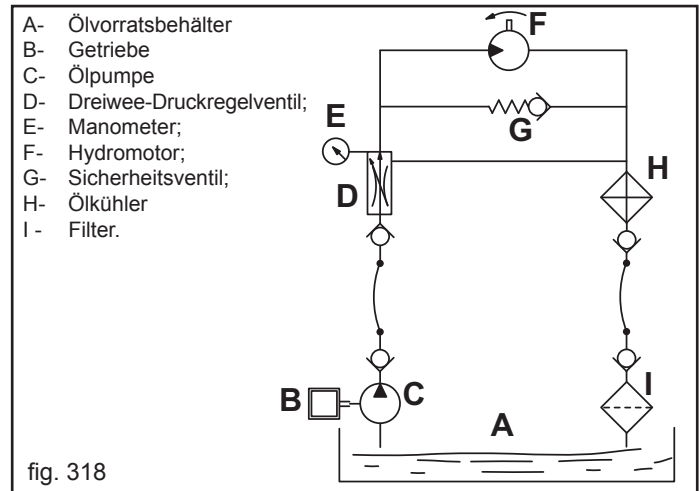 A- Ölvorratsbehälter
B- Getriebe
C- Ölpumpe
D- Dreiwee-Druckregelventil;
E- Manometer;
F- Hydromotor;
G- Sicherheitsventil;
H- Ölkühler
I - Filter.
F
E
G
H
D
B
C
I
A
fig. 318